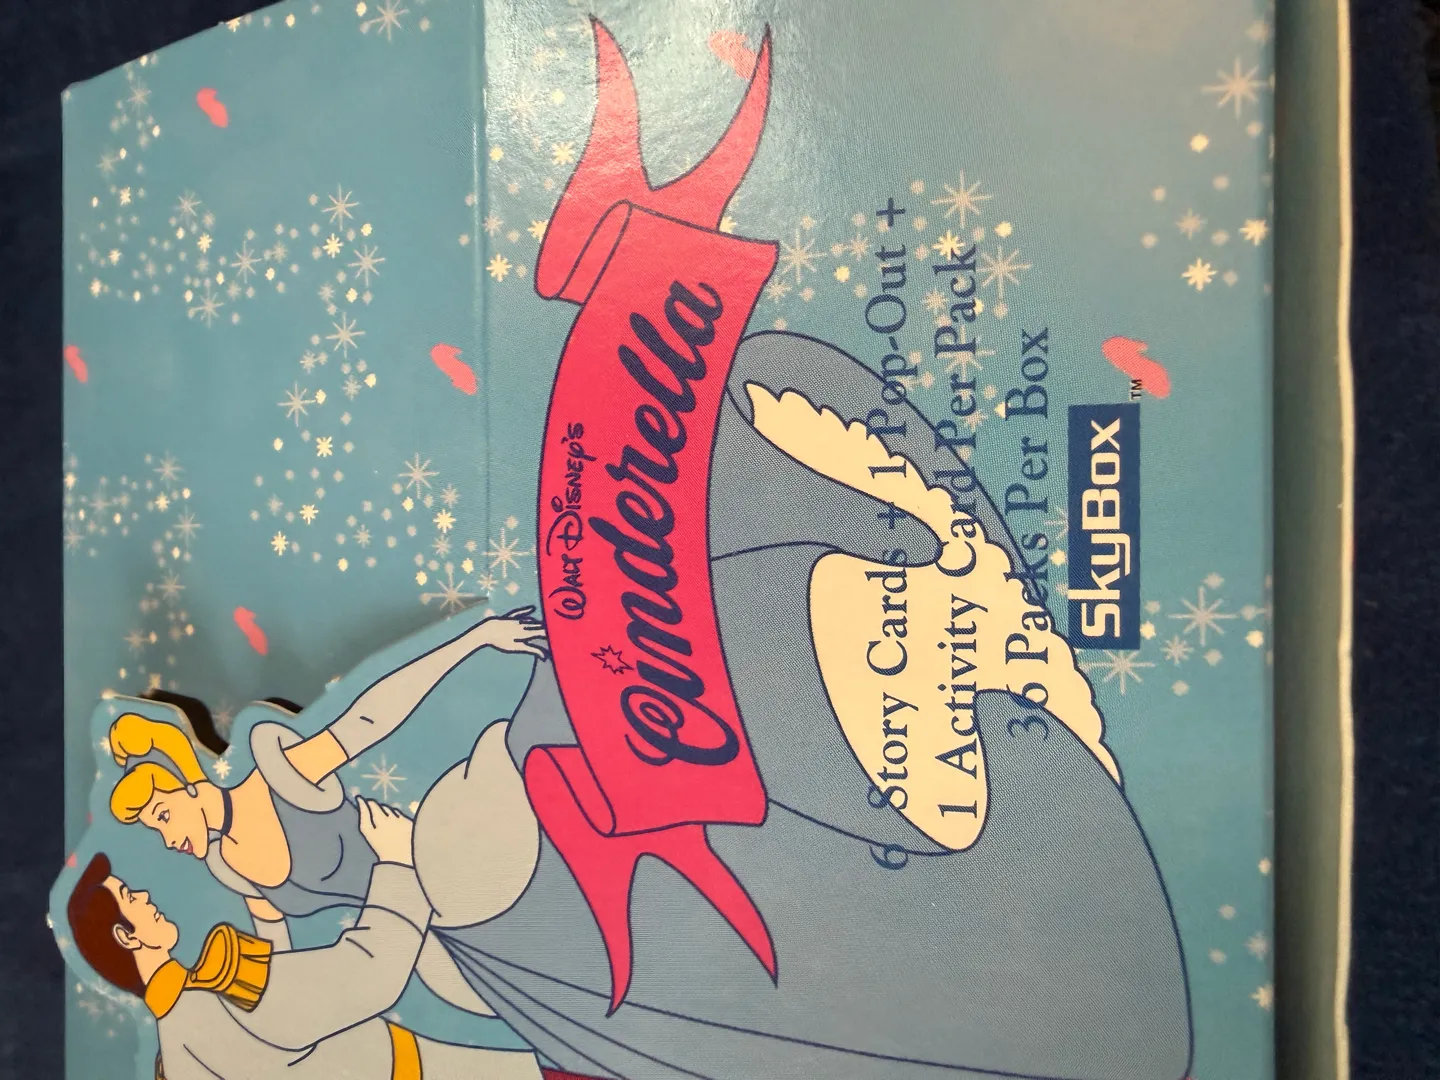 Walt Disney's
Cinderella
6 Story Cards + 1 Pop-Out +
1 Activity Card Per Pack
36 Packs Per Box
SkyBox™